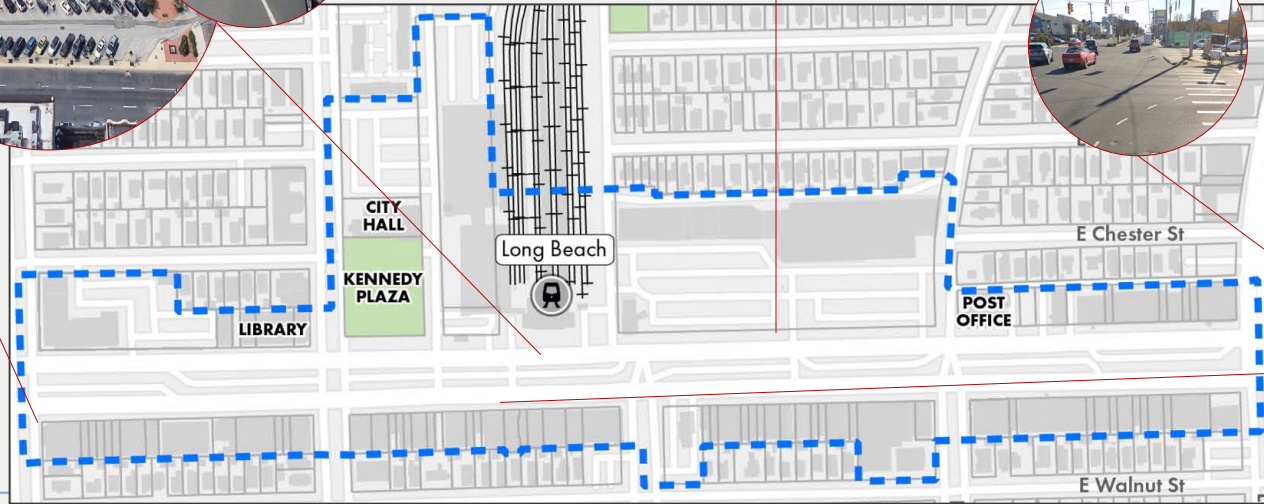 CITY
HALL
E Chester St
Long Beach
KENNEDY
PLAZA
POST
OFFICE
LIBRARY
E Walnut St